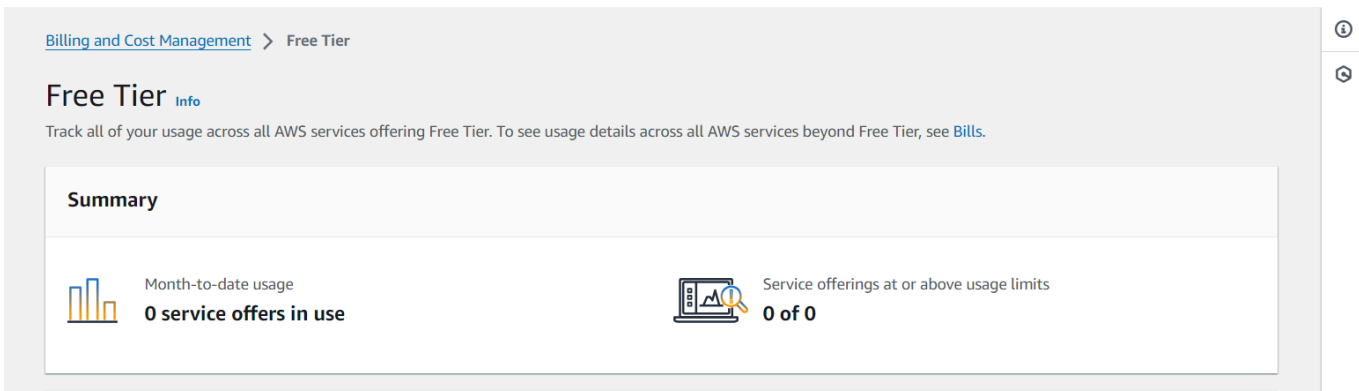 Billing and Cost Management > Free Tier
Free Tier Info
Track all of your usage across all AWS services offering Free Tier. To see usage details across all AWS services beyond Free Tier, see Bills.
Summary
Month-to-date usage
0 service offers in use
Service offerings at or above usage limits
0 of 0